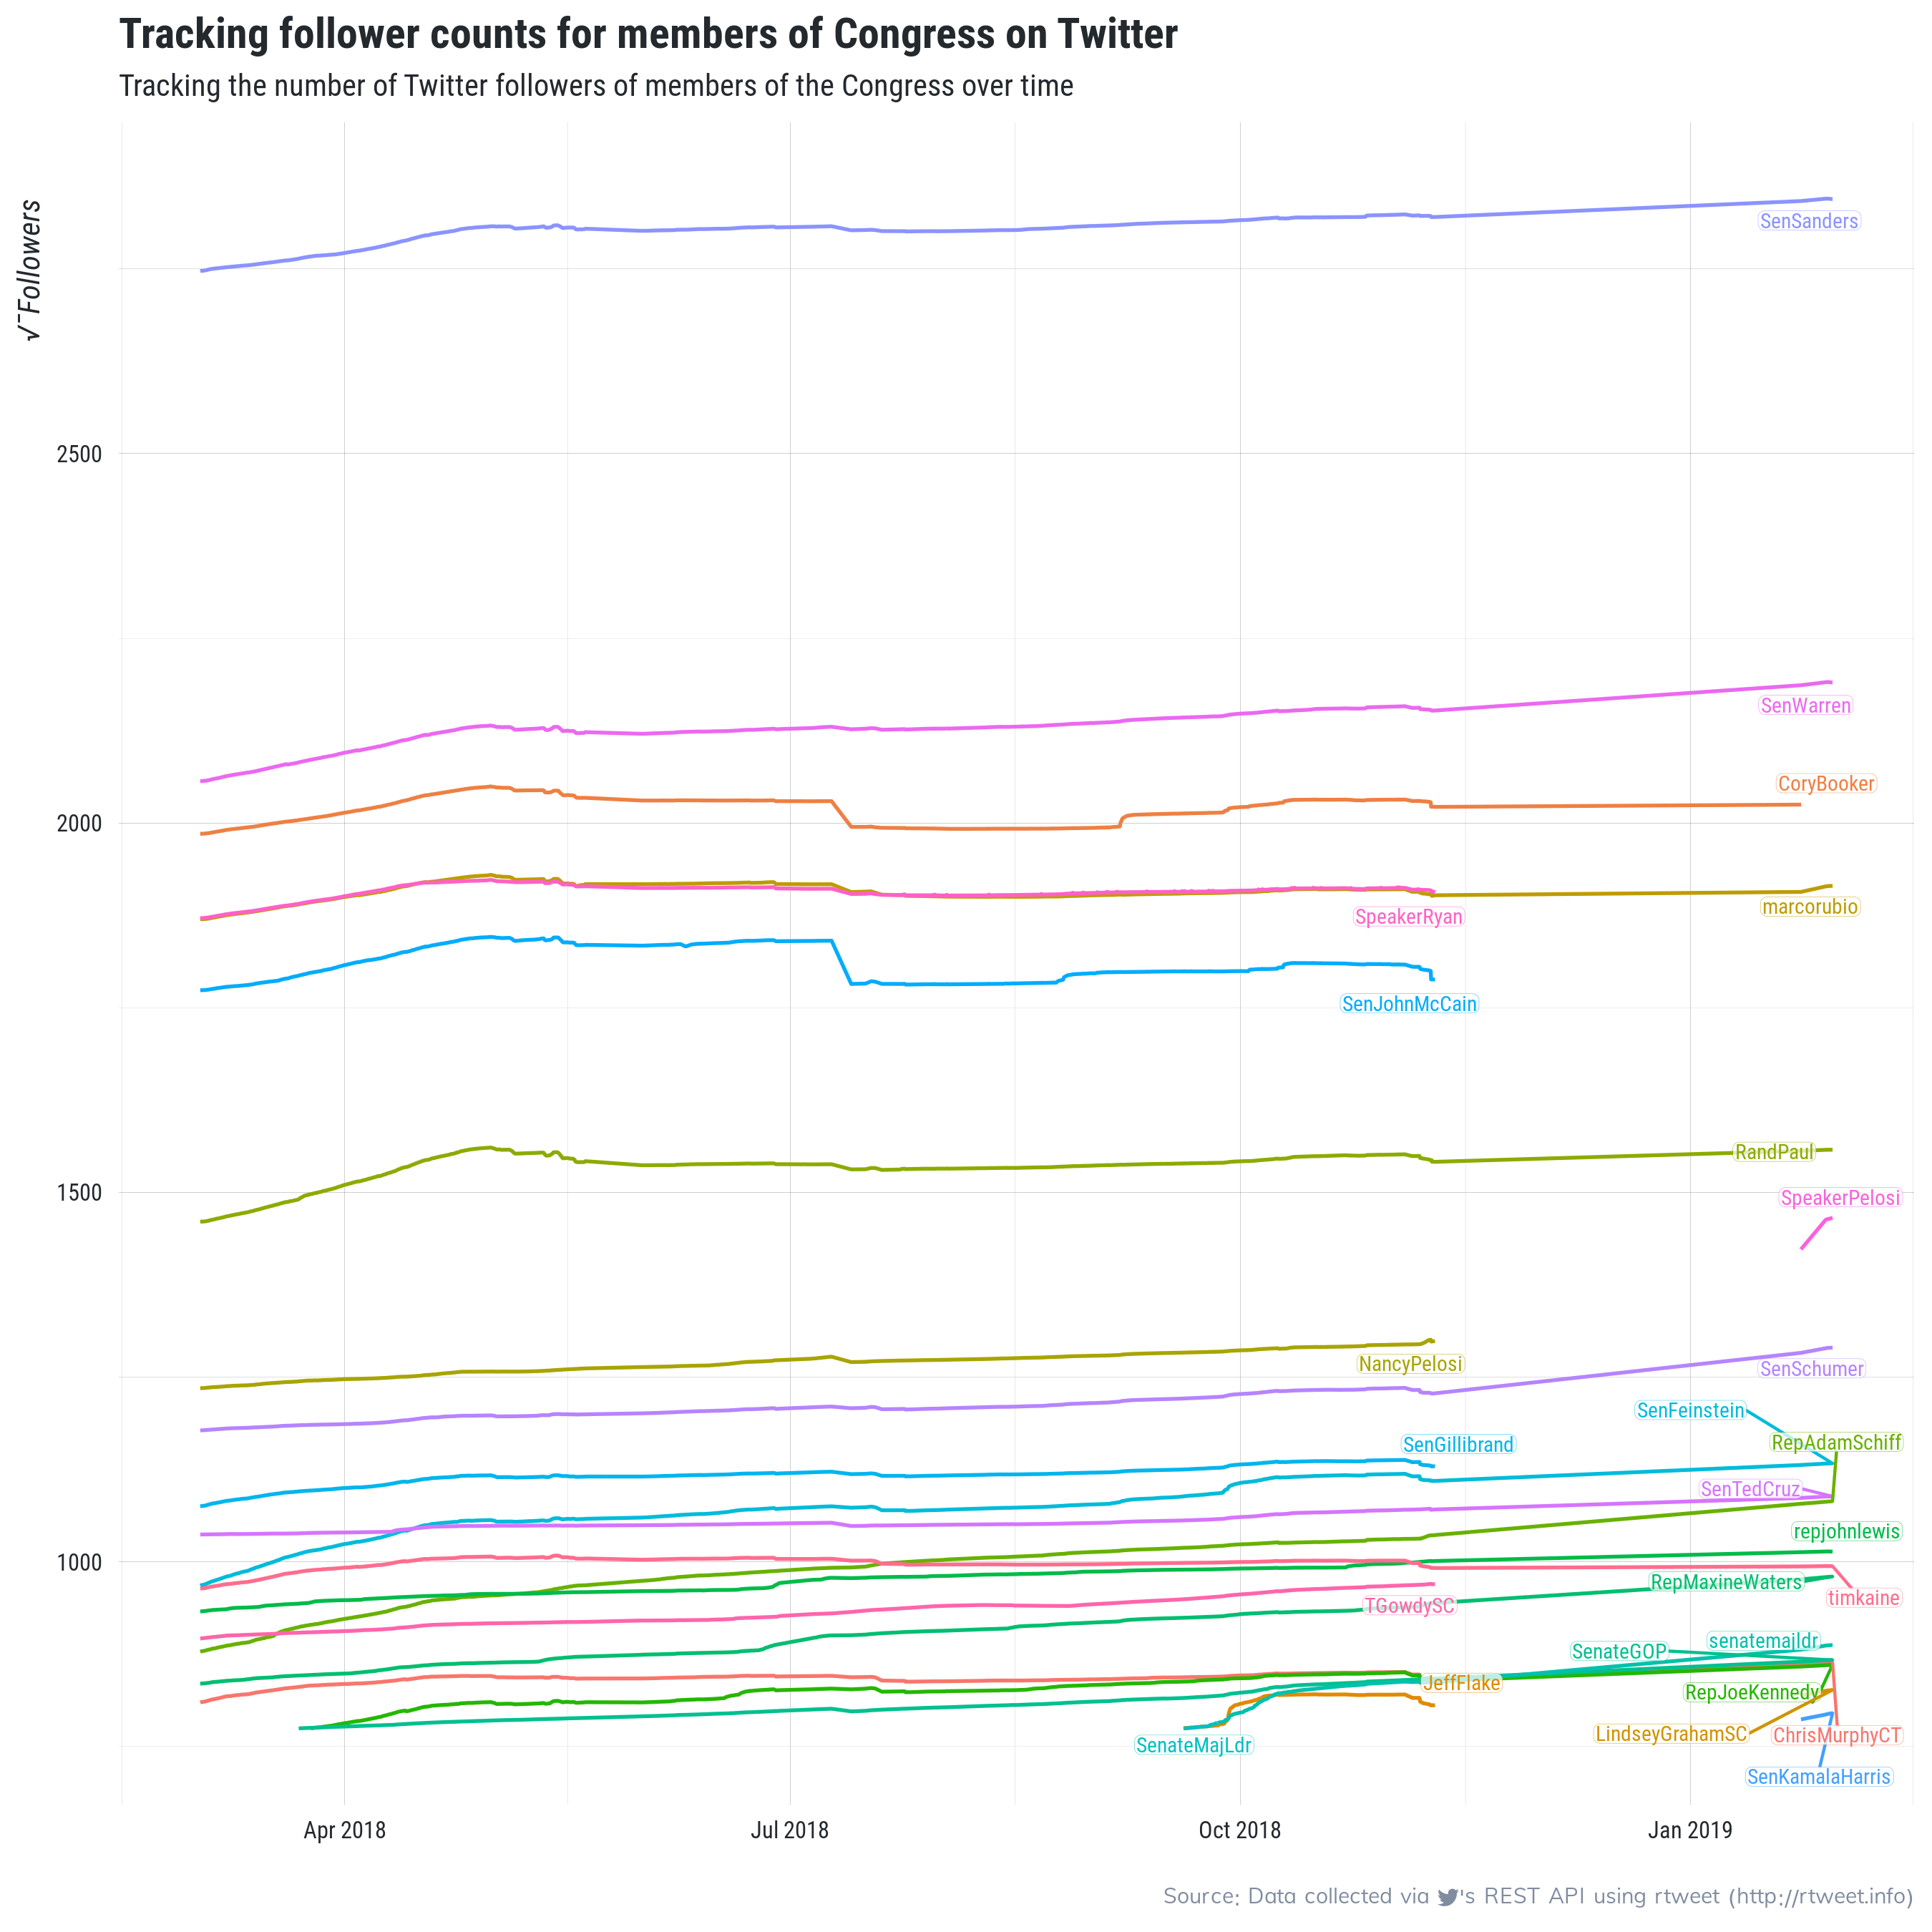 Tracking follower counts for members of Congress on Twitter
Tracking the number of Twitter followers of members of the Congress over time
√¯Followers
SenSanders
2500
SenWarren
CoryBooker
2000
marcorubio
SpeakerRyan
SenJohnMcCain
RandPaul
1500
SpeakerPelosi
NancyPelosi
SenSchumer
SenFeinstein
SenGillibrand
RepAdamSchiff
SenTedCruz
repjohnlewis
1000
RepMaxineWaters
timkaine
TGowdySC
senatemajldr
SenateGOP
JeffFlake
RepJoeKennedy
LindseyGrahamSC
ChrisMurphyCT
SenateMajLdr
SenKamalaHarris
Apr 2018 Jul 2018 Oct 2018 Jan 2019
Source: Data collected via 's REST API using rtweet (http://rtweet.info)